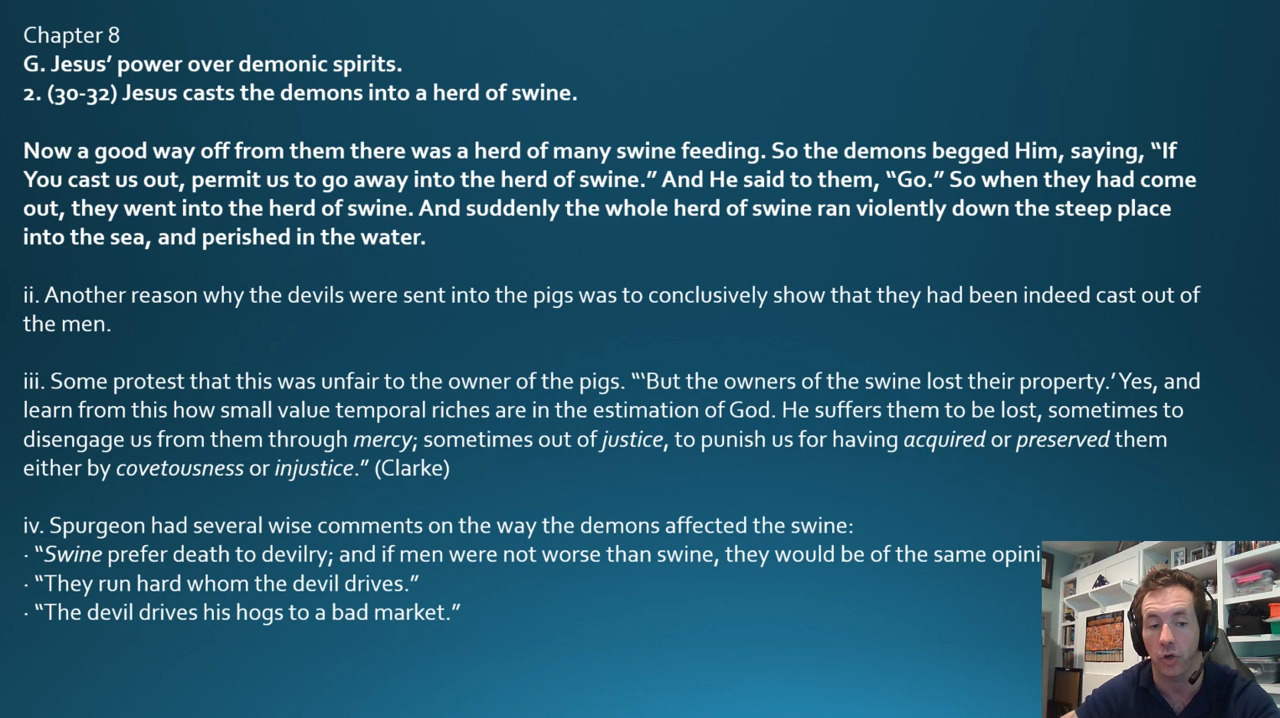 Chapter 8
G. Jesus’ power over demonic spirits.
2. (30-32) Jesus casts the demons into a herd of swine.
Now a good way off from them there was a herd of many swine feeding. So the demons begged Him, saying, “If
You cast us out, permit us to go away into the herd of swine.” And He said to them, “Go.” So when they had come
out, they went into the herd of swine. And suddenly the whole herd of swine ran violently down the steep place
into the sea, and perished in the water.
ii. Another reason why the devils were sent into the pigs was to conclusively show that they had been indeed cast out of
the men.
iii. Some protest that this was unfair to the owner of the pigs. “‘But the owners of the swine lost their property.’ Yes, and
learn from this how small value temporal riches are in the estimation of God. He suffers them to be lost, sometimes to
disengage us from them through mercy; sometimes out of justice, to punish us for having acquired or preserved them
either by covetousness or injustice.” (Clarke)
iv. Spurgeon had several wise comments on the way the demons affected the swine:
· “Swine prefer death to devilry; and if men were not worse than swine, they would be of the same opini
· “They run hard whom the devil drives.”
· “The devil drives his hogs to a bad market.”